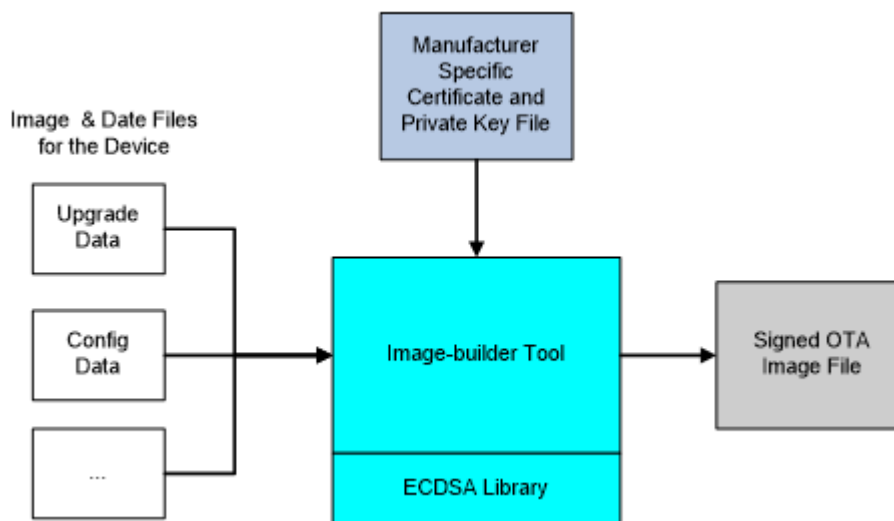 Manufacturer
Specific
Certificate and
Private Key File
Image & Date Files
for the Device
Upgrade
Data
Config
Data
...
Image-builder Tool
ECDSA Library
Signed OTA
Image File